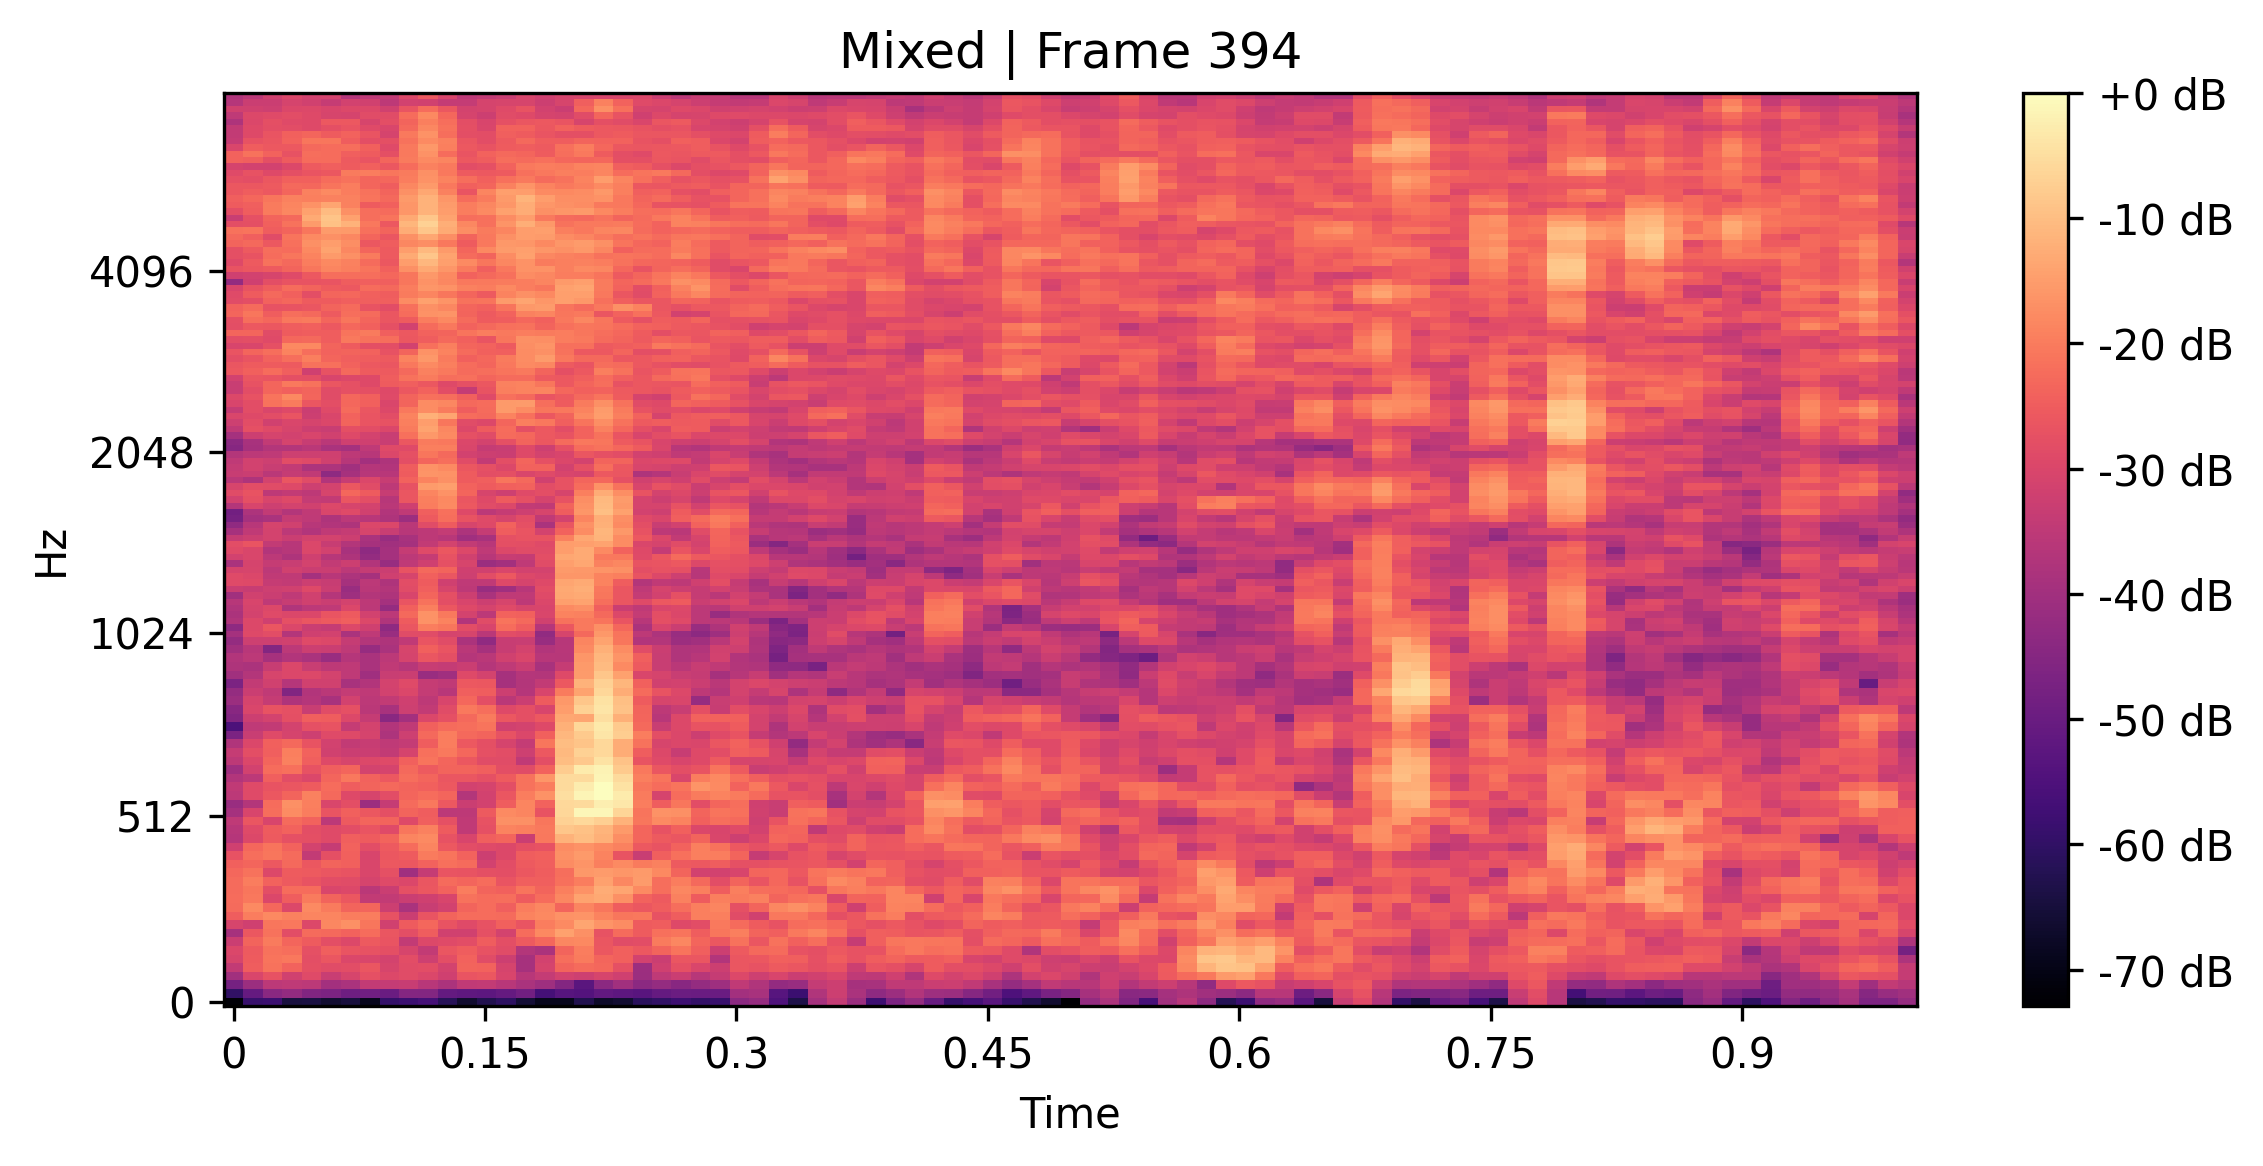 Mixed | Frame 394
+0 dB
-10 dB
-20 dB
-30 dB
-40 dB
-50 dB
-60 dB
-70 dB
4096
2048
1024
512
0
Hz
0 0.15 0.3 0.45 0.6 0.75 0.9
Time